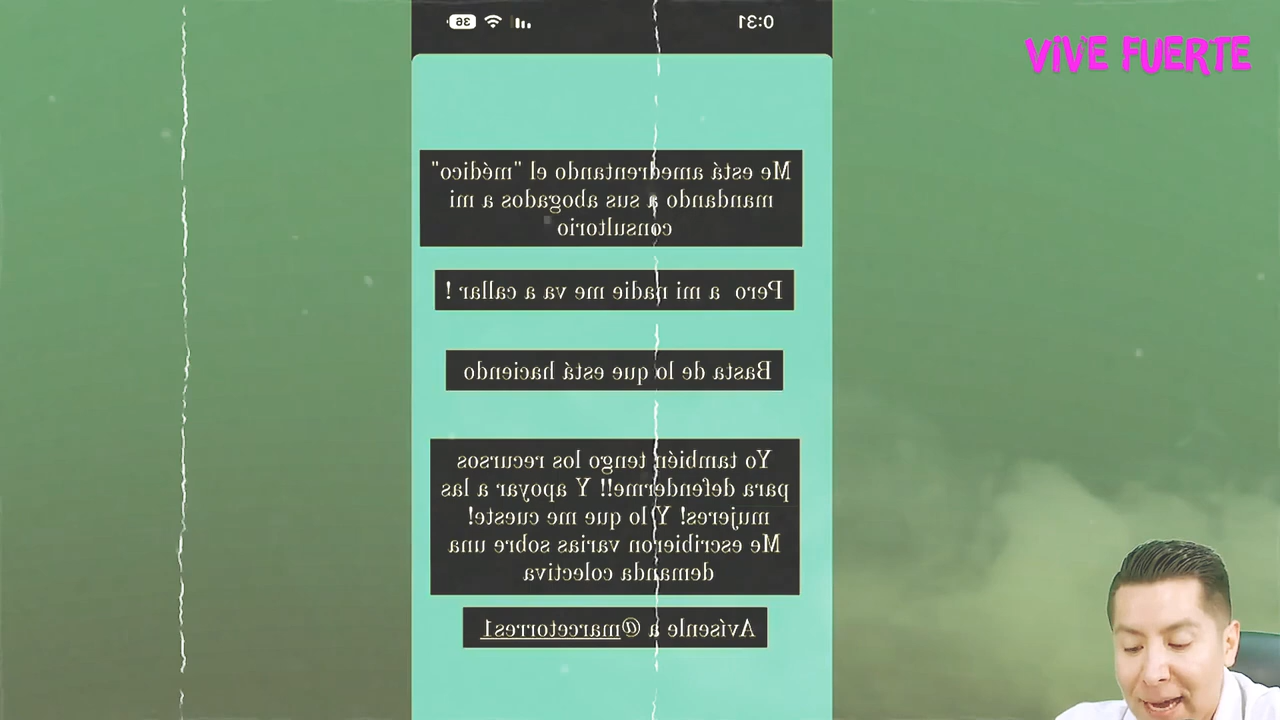 0:31
36
VIVE FUERTE
Me está amedrentando el "médico"
mandando a sus abogados a mi
consultorio
Pero a mi nadie me va a callar !
Basta de lo que está haciendo
Yo también tengo los recursos
para defenderme!! Y apoyar a las
mujeres! Y lo que me cueste!
Me escribieron varias sobre una
demanda colectiva
Avísenle a @marcetorres1